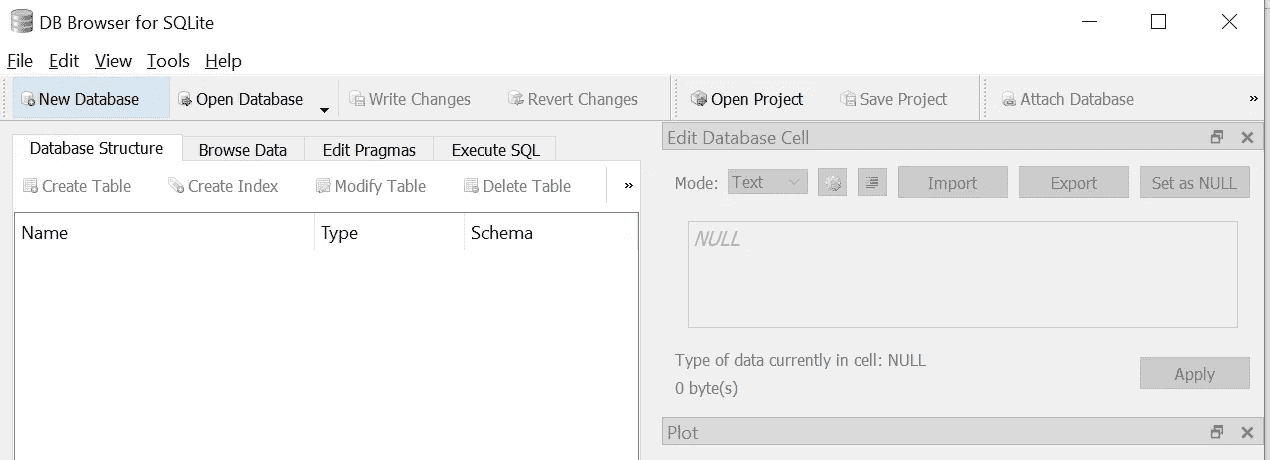 DB Browser for SQLite
File Edit View Tools Help
New Database Open Database Write Changes Revert Changes Open Project Save Project Attach Database »
Database Structure Browse Data Edit Pragmas Execute SQL
Create Table Create Index Modify Table Delete Table »
Name Type Schema
Edit Database Cell
Mode: Text Import Export Set as NULL
NULL
Type of data currently in cell: NULL
0 byte(s)
Apply
Plot